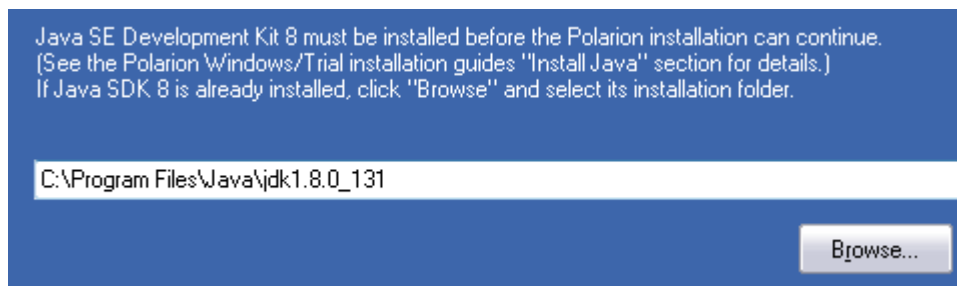 Java SE Development Kit 8 must be installed before the Polarion installation can continue.
(See the Polarion Windows/Trial installation guides "Install Java" section for details.)
If Java SDK 8 is already installed, click "Browse" and select its installation folder.
C:\Program Files\Java\jdk1.8.0_131
Browse...